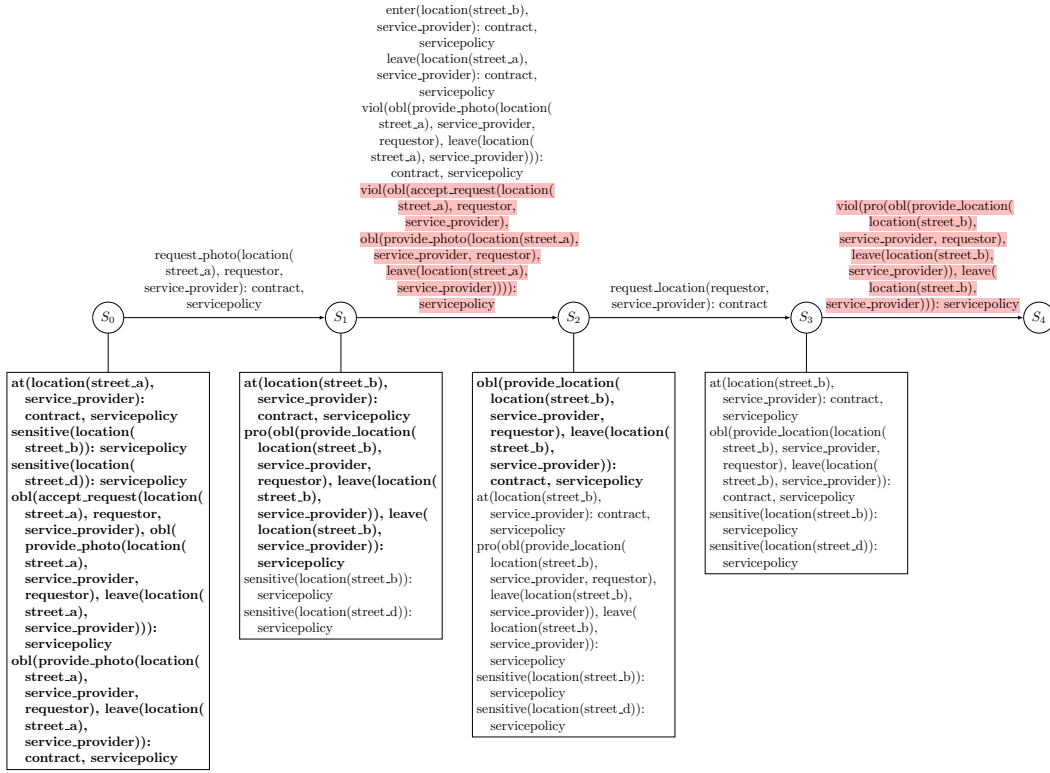 request_photo(location(
street_a), requestor,
service_provider): contract,
servicepolicy
enter(location(street_b),
service_provider): contract,
servicepolicy
leave(location(street_a),
service_provider): contract,
servicepolicy
viol(obl(provide_photo(location(
street_a), service_provider,
requestor), leave(location(
street_a), service_provider))):
contract, servicepolicy
viol(obl(accept_request(location(
street_a), requestor,
service_provider),
obl(provide_photo(location(street_a),
service_provider, requestor),
leave(location(street_a),
service_provider)))):
servicepolicy
request_location(requestor,
service_provider): contract
viol(pro(obl(provide_location(
location(street_b),
service_provider, requestor),
leave(location(street_b),
service_provider)), leave(
location(street_b),
service_provider))): servicepolicy
S0
S1
S2
S3
S4
at(location(street_a),
service_provider):
contract, servicepolicy
sensitive(location(
street_b)): servicepolicy
sensitive(location(
street_d)): servicepolicy
obl(accept_request(location(
street_a), requestor,
service_provider), obl(
provide_photo(location(
street_a),
service_provider,
requestor), leave(location(
street_a),
service_provider))):
servicepolicy
obl(provide_photo(location(
street_a),
service_provider,
requestor), leave(location(
street_a),
service_provider)):
contract, servicepolicy
at(location(street_b),
service_provider):
contract, servicepolicy
pro(obl(provide_location(
location(street_b),
service_provider,
requestor), leave(location(
street_b),
service_provider)), leave(
location(street_b),
service_provider)):
servicepolicy
sensitive(location(street_b)):
servicepolicy
sensitive(location(street_d)):
servicepolicy
obl(provide_location(
location(street_b),
service_provider,
requestor), leave(location(
street_b),
service_provider)):
contract, servicepolicy
at(location(street_b),
service_provider): contract,
servicepolicy
pro(obl(provide_location(
location(street_b),
service_provider, requestor),
leave(location(street_b),
service_provider)), leave(
location(street_b),
service_provider)):
servicepolicy
sensitive(location(street_b)):
servicepolicy
sensitive(location(street_d)):
servicepolicy
at(location(street_b),
service_provider): contract,
servicepolicy
obl(provide_location(location(
street_b), service_provider,
requestor), leave(location(
street_b), service_provider)):
contract, servicepolicy
sensitive(location(street_b)):
servicepolicy
sensitive(location(street_d)):
servicepolicy